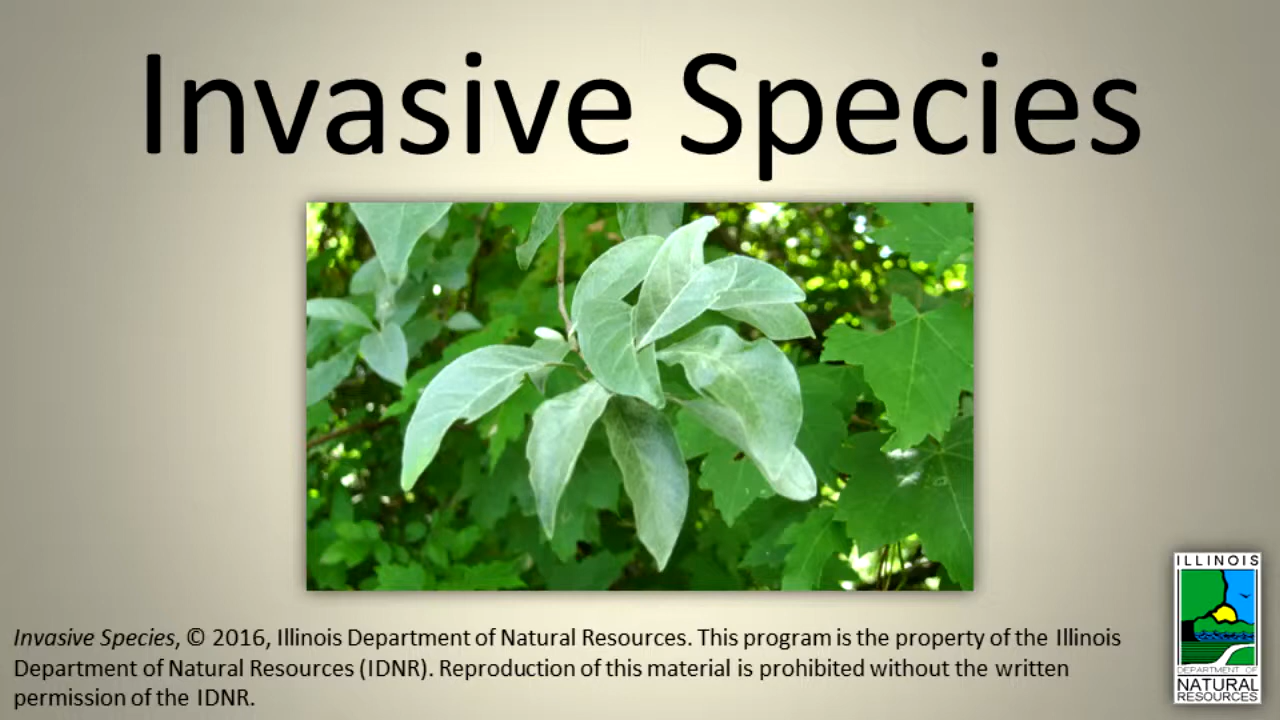 Invasive Species
Invasive Species, © 2016, Illinois Department of Natural Resources. This program is the property of the Illinois
Department of Natural Resources (IDNR). Reproduction of this material is prohibited without the written
permission of the IDNR.
ILLINOIS
DEPARTMENT OF
NATURAL
RESOURCES